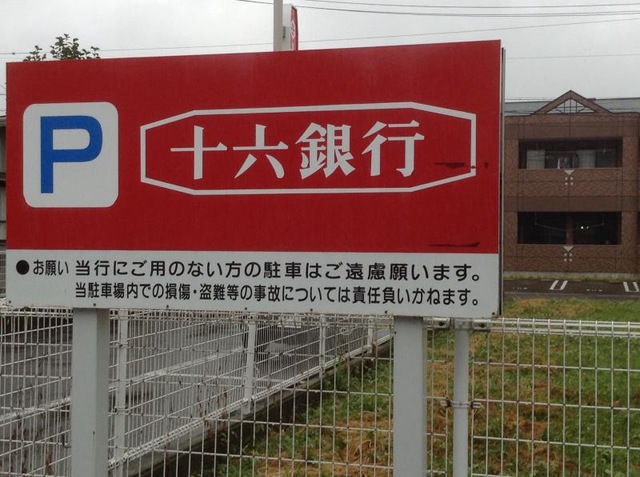 P
十六銀行
●お願い 当行にご用のない方の駐車はご遠慮願います。
当駐車場内での損傷・盗難等の事故については責任負いかねます。